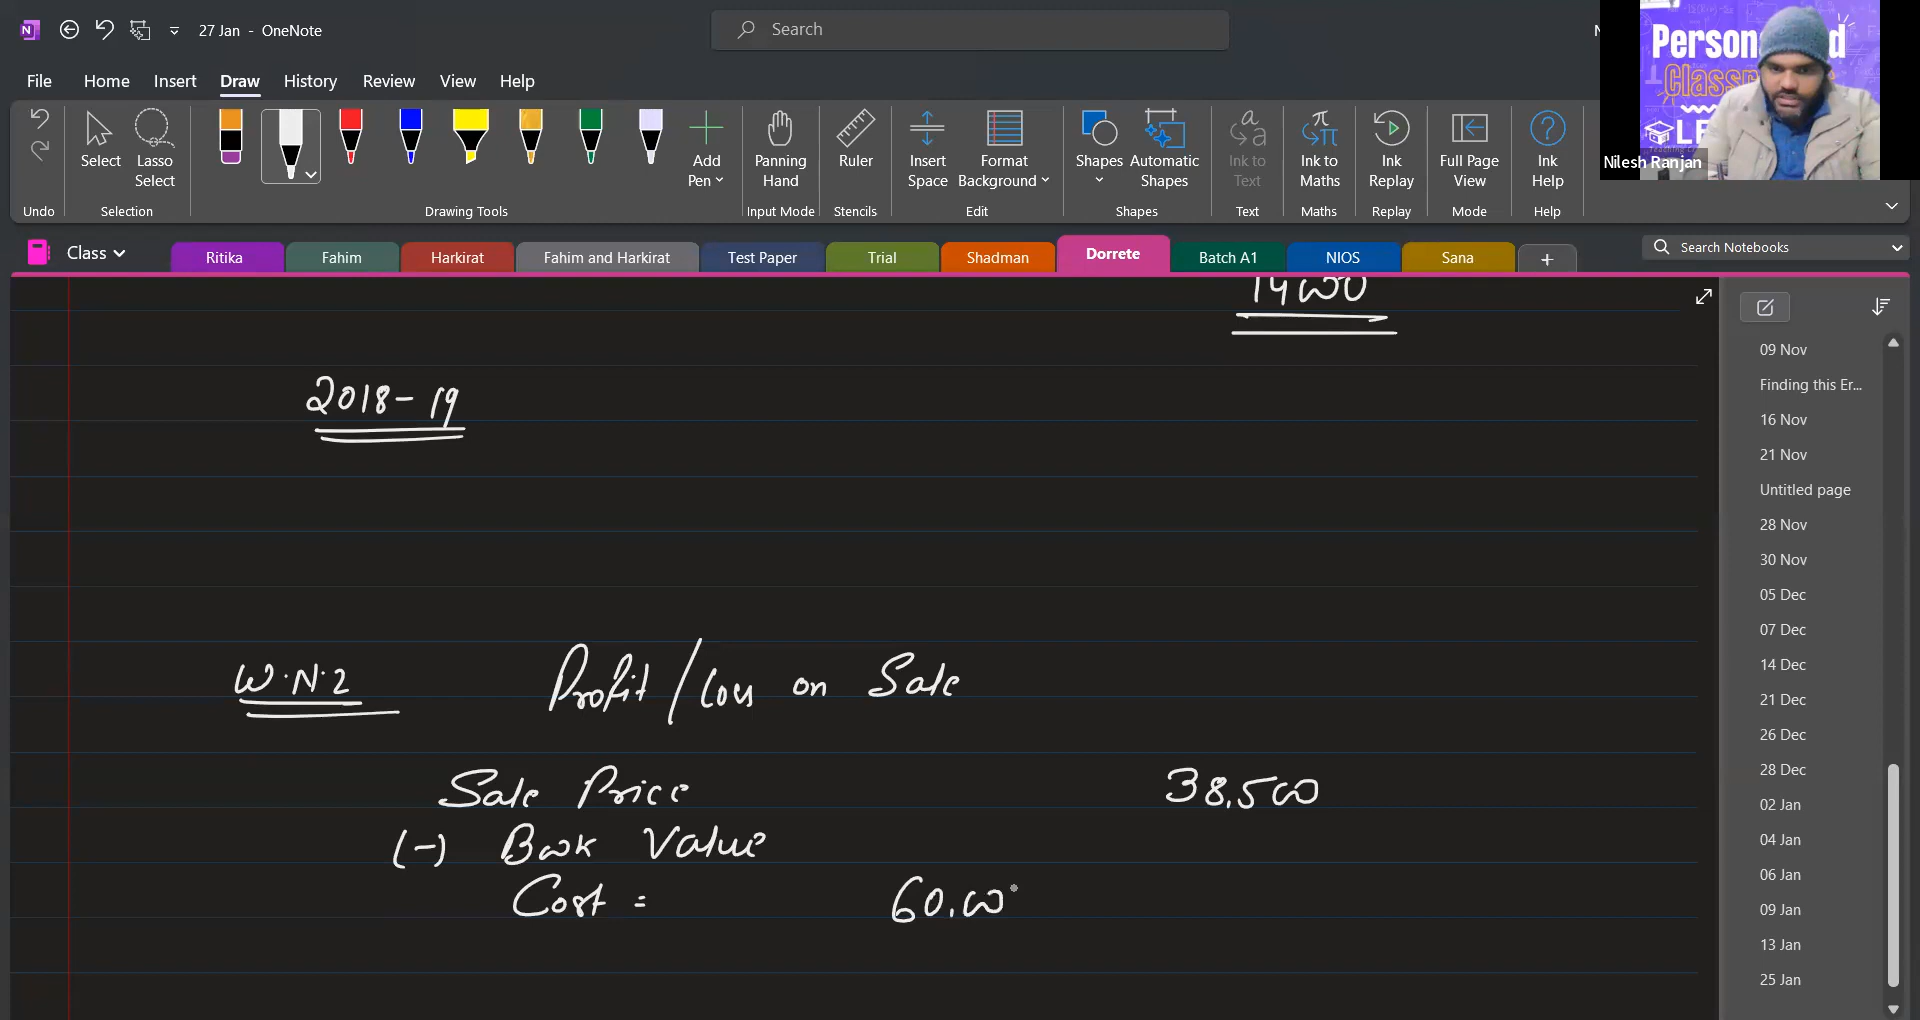 27 Jan - OneNote
Search
File Home Insert Draw History Review View Help
Select
Lasso Select
Add Pen
Panning Hand
Ruler
Insert Space
Format Background
Shapes
Automatic Shapes
Ink to Text
Ink to Maths
Ink Replay
Full Page View
Ink Help
Nilesh Ranjan
Undo Selection Drawing Tools Input Mode Stencils Edit Shapes Text Maths Replay Mode Help
Class
Ritika Fahim Harkirat Fahim and Harkirat Test Paper Trial Shadman Dorrete Batch A1 NIOS Sana
Search Notebooks
2018-19
W.N.2 Profit/Loss on Sale
Sale Price 38,500
(-) Book Value
Cost = 60,00
09 Nov
Finding this Er...
16 Nov
21 Nov
Untitled page
28 Nov
30 Nov
05 Dec
07 Dec
14 Dec
21 Dec
26 Dec
28 Dec
02 Jan
04 Jan
06 Jan
09 Jan
13 Jan
25 Jan